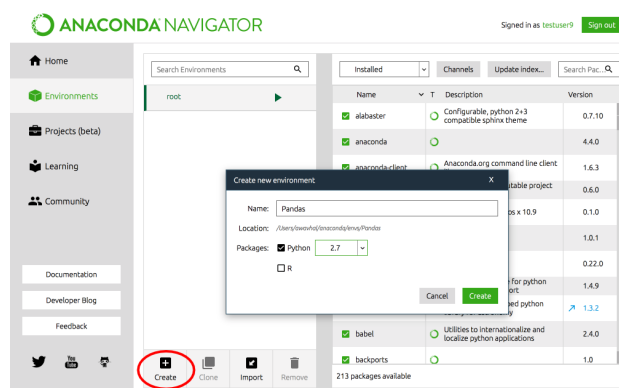 ANACONDA NAVIGATOR
Signed in as testuser9
Sign out
Home
Environments
Projects (beta)
Learning
Community
Documentation
Developer Blog
Feedback
You
Tube
Search Environments
root
Create
Clone
Import
Remove
Installed
Channels
Update index...
Search Pac...
Name
T
Description
Version
alabaster
Configurable, python 2+3
compatible sphinx theme
0.7.10
anaconda
4.4.0
anaconda-client
Anaconda.org command line client
1.6.3
project
0.6.0
os x 10.9
0.1.0
1.0.1
0.22.0
for python
1.4.9
python
1.3.2
babel
Utilities to internationalize and
localize python applications
2.4.0
backports
1.0
213 packages available
Create new environment
X
Name:
Pandas
Location:
/Users/awavhal/anaconda/envs/Pandas
Packages:
Python
2.7
R
Cancel
Create